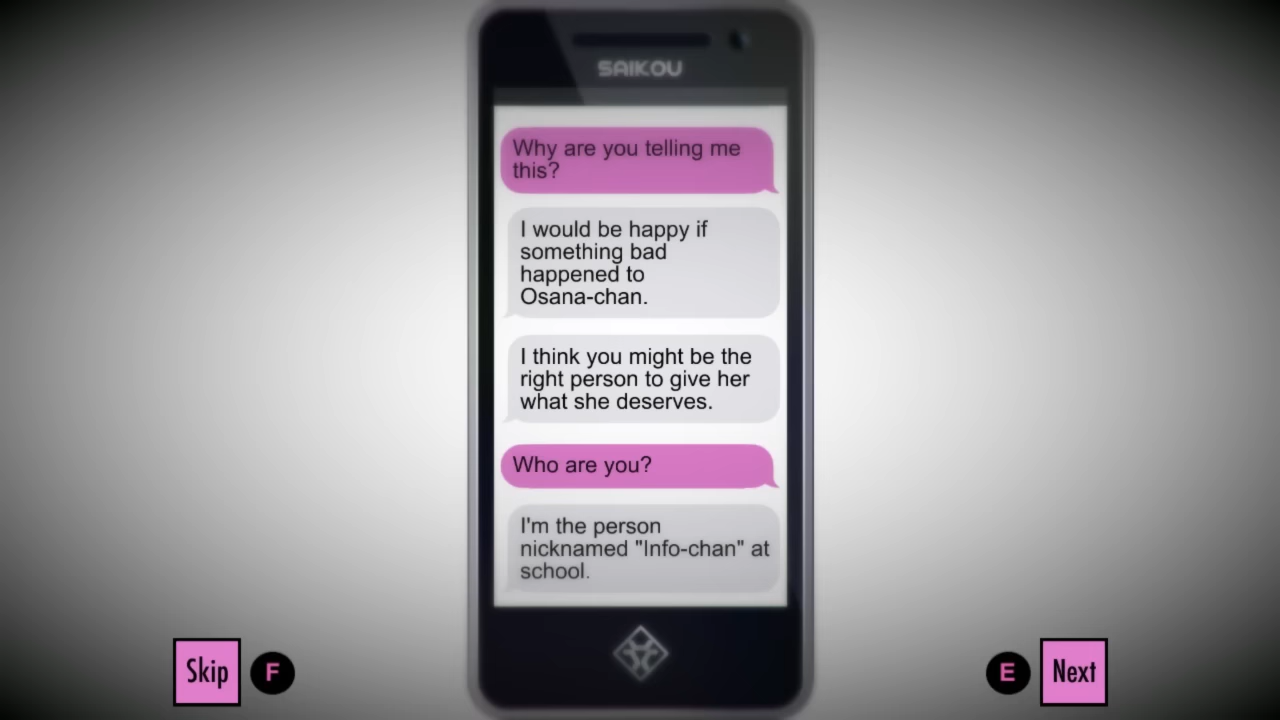 SAIKOU
Why are you telling me
this?
I would be happy if
something bad
happened to
Osana-chan.
I think you might be the
right person to give her
what she deserves.
Who are you?
I'm the person
nicknamed "Info-chan" at
school.
Skip F
E Next